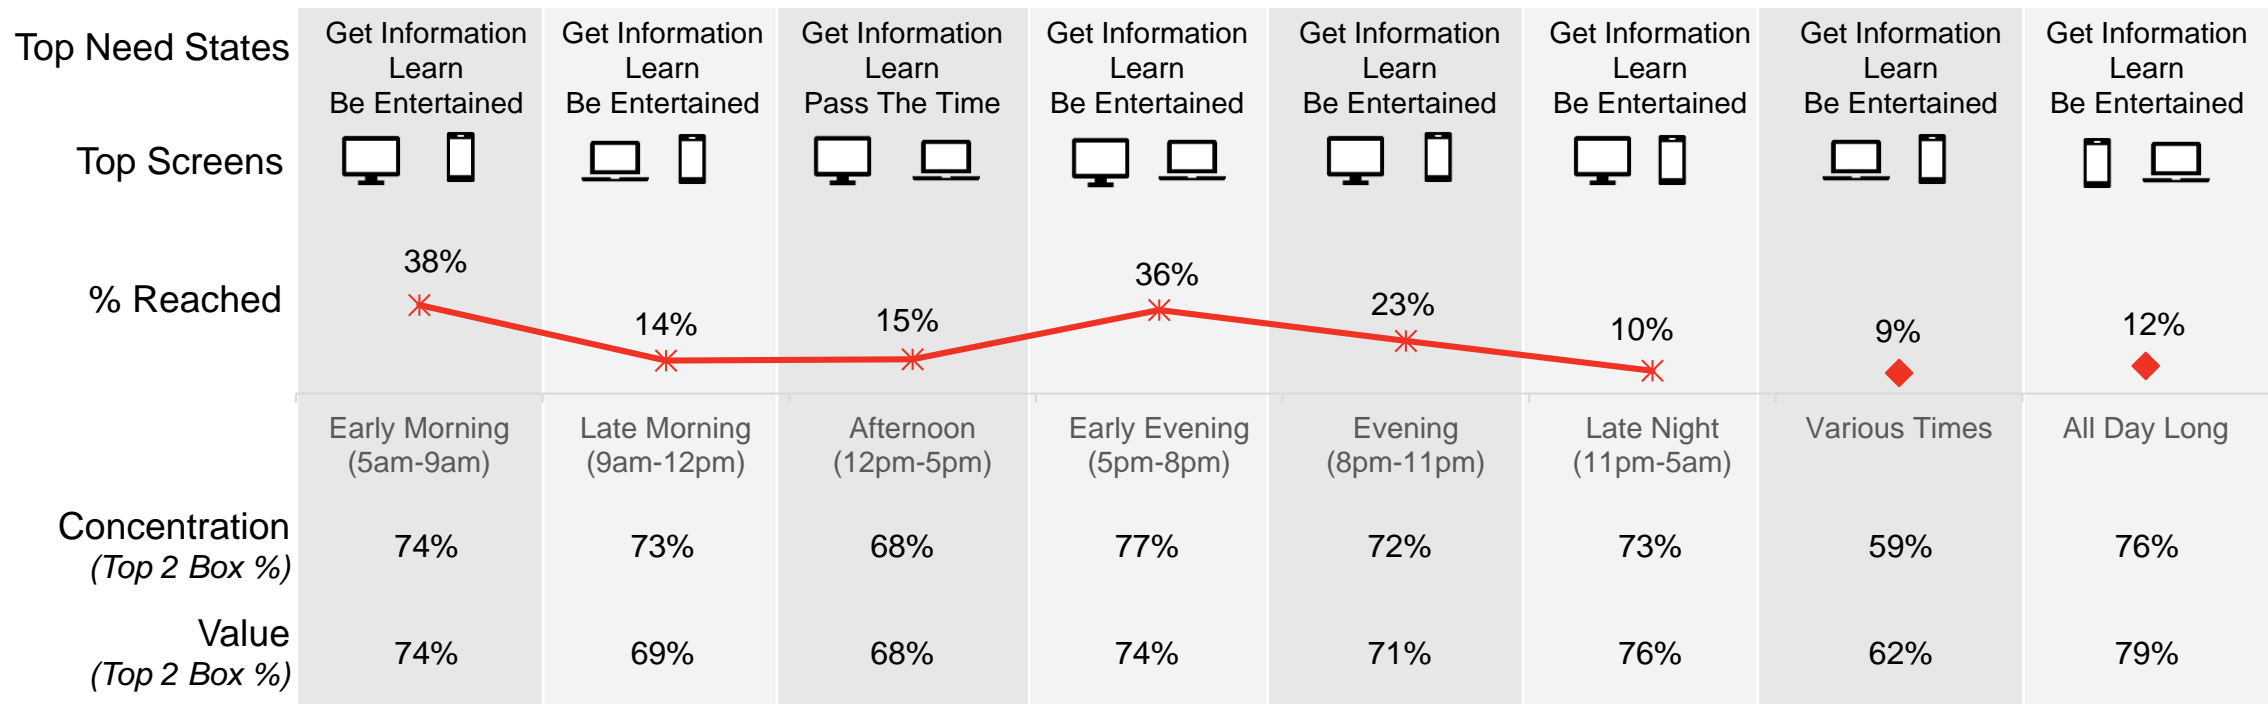 Top Need States
Get Information
Learn
Be Entertained
Get Information
Learn
Be Entertained
Get Information
Learn
Pass The Time
Get Information
Learn
Be Entertained
Get Information
Learn
Be Entertained
Get Information
Learn
Be Entertained
Get Information
Learn
Be Entertained
Get Information
Learn
Be Entertained
Top Screens
% Reached
38%
14%
15%
36%
23%
10%
9%
12%
Early Morning
(5am-9am)
Late Morning
(9am-12pm)
Afternoon
(12pm-5pm)
Early Evening
(5pm-8pm)
Evening
(8pm-11pm)
Late Night
(11pm-5am)
Various Times
All Day Long
Concentration
(Top 2 Box %)
74%
73%
68%
77%
72%
73%
59%
76%
Value
(Top 2 Box %)
74%
69%
68%
74%
71%
76%
62%
79%